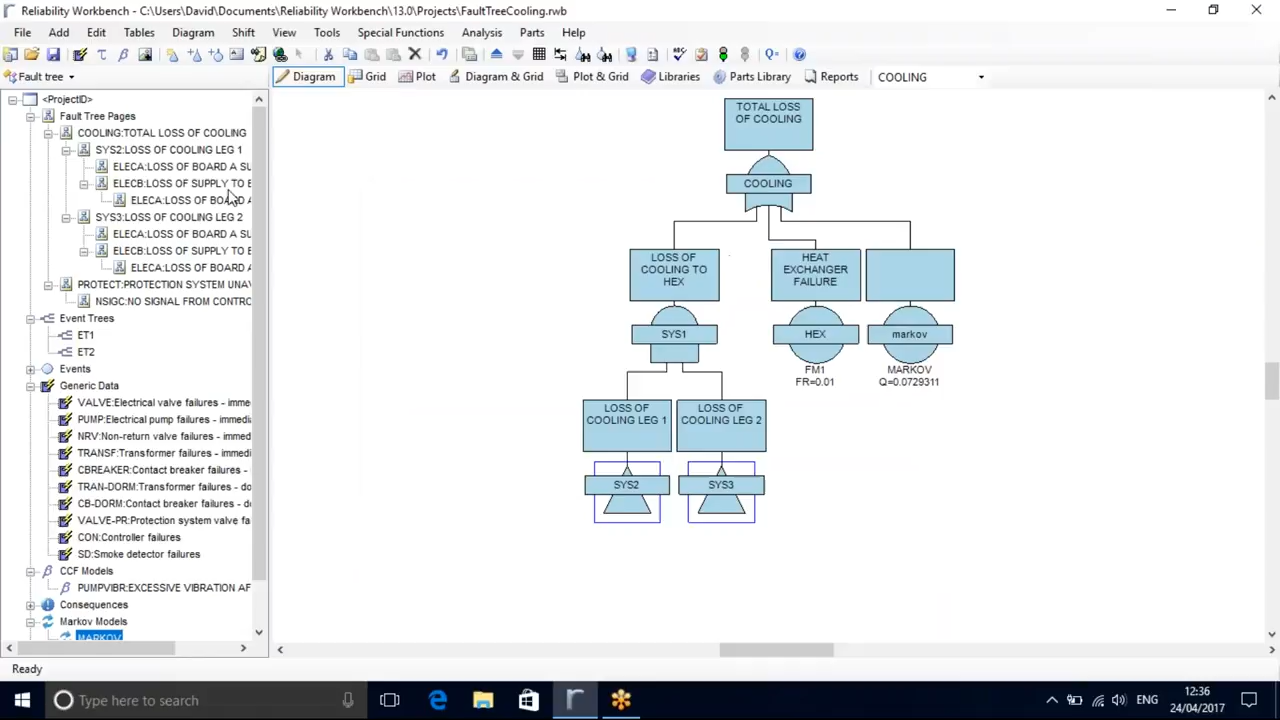 Reliability Workbench - C:\Users\David\Documents\Reliability Workbench\13.0\Projects\FaultTreeCooling.rwb
File Add Edit Tables Diagram Shift View Tools Special Functions Analysis Parts Help
Fault tree
Diagram Grid Plot Diagram & Grid Plot & Grid Libraries Parts Library Reports COOLING
<ProjectID>
Fault Tree Pages
COOLING:TOTAL LOSS OF COOLING
SYS2:LOSS OF COOLING LEG 1
ELECA:LOSS OF BOARD A SU
ELECB:LOSS OF SUPPLY TO E
ELECA:LOSS OF BOARD A
SYS3:LOSS OF COOLING LEG 2
ELECA:LOSS OF BOARD A SU
ELECB:LOSS OF SUPPLY TO E
ELECA:LOSS OF BOARD A
PROTECT:PROTECTION SYSTEM UNAV
NSIGC:NO SIGNAL FROM CONTRO
Event Trees
ET1
ET2
Events
Generic Data
VALVE:Electrical valve failures - imme
PUMP:Electrical pump failures - immedi
NRV:Non-return valve failures - immed
TRANSF:Transformer failures - immedi
CBREAKER:Contact breaker failures -
TRAN-DORM:Transformer failures - do
CB-DORM:Contact breaker failures - d
VALVE-PR:Protection system valve fa
CON:Controller failures
SD:Smoke detector failures
CCF Models
PUMPVIBR:EXCESSIVE VIBRATION AF
Consequences
Markov Models
MARKOV
TOTAL LOSS
OF COOLING
COOLING
LOSS OF
COOLING TO
HEX
SYS1
HEAT
EXCHANGER
FAILURE
HEX
FM1
FR=0.01
markov
MARKOV
Q=0.0729311
LOSS OF
COOLING LEG 1
SYS2
LOSS OF
COOLING LEG 2
SYS3
Ready
Type here to search
ENG
12:36
24/04/2017